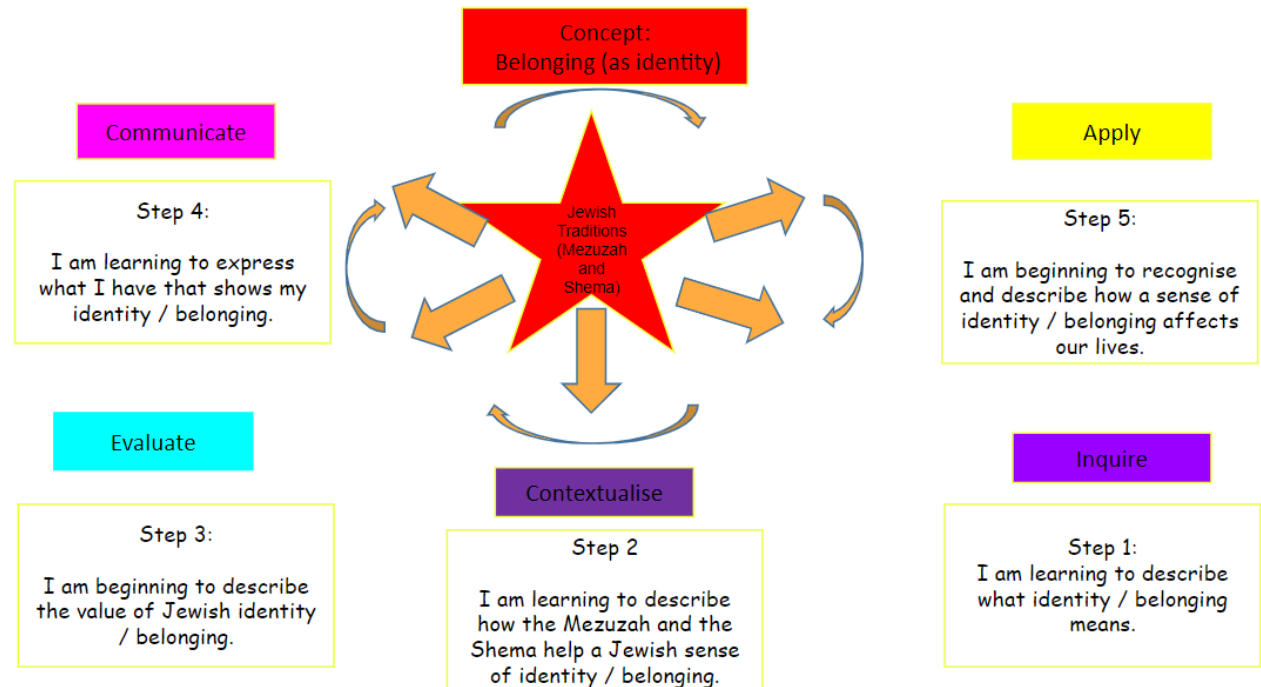 Concept:
Belonging (as identity)
Communicate
Step 4:
I am learning to express
what I have that shows my
identity / belonging.
Jewish
Traditions
(Mezuzah
and
Shema)
Apply
Step 5:
I am beginning to recognise
and describe how a sense of
identity / belonging affects
our lives.
Evaluate
Step 3:
I am beginning to describe
the value of Jewish identity
/ belonging.
Contextualise
Step 2
I am learning to describe
how the Mezuzah and the
Shema help a Jewish sense
of identity / belonging.
Inquire
Step 1:
I am learning to describe
what identity / belonging
means.